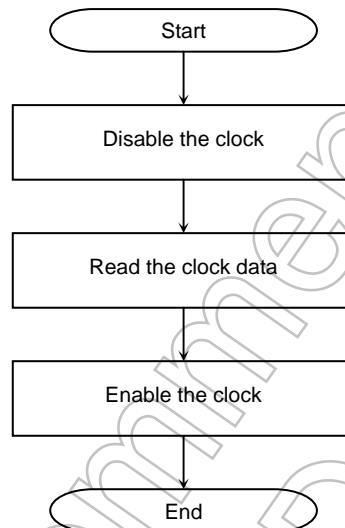 Start
Disable the clock
Read the clock data
Enable the clock
End